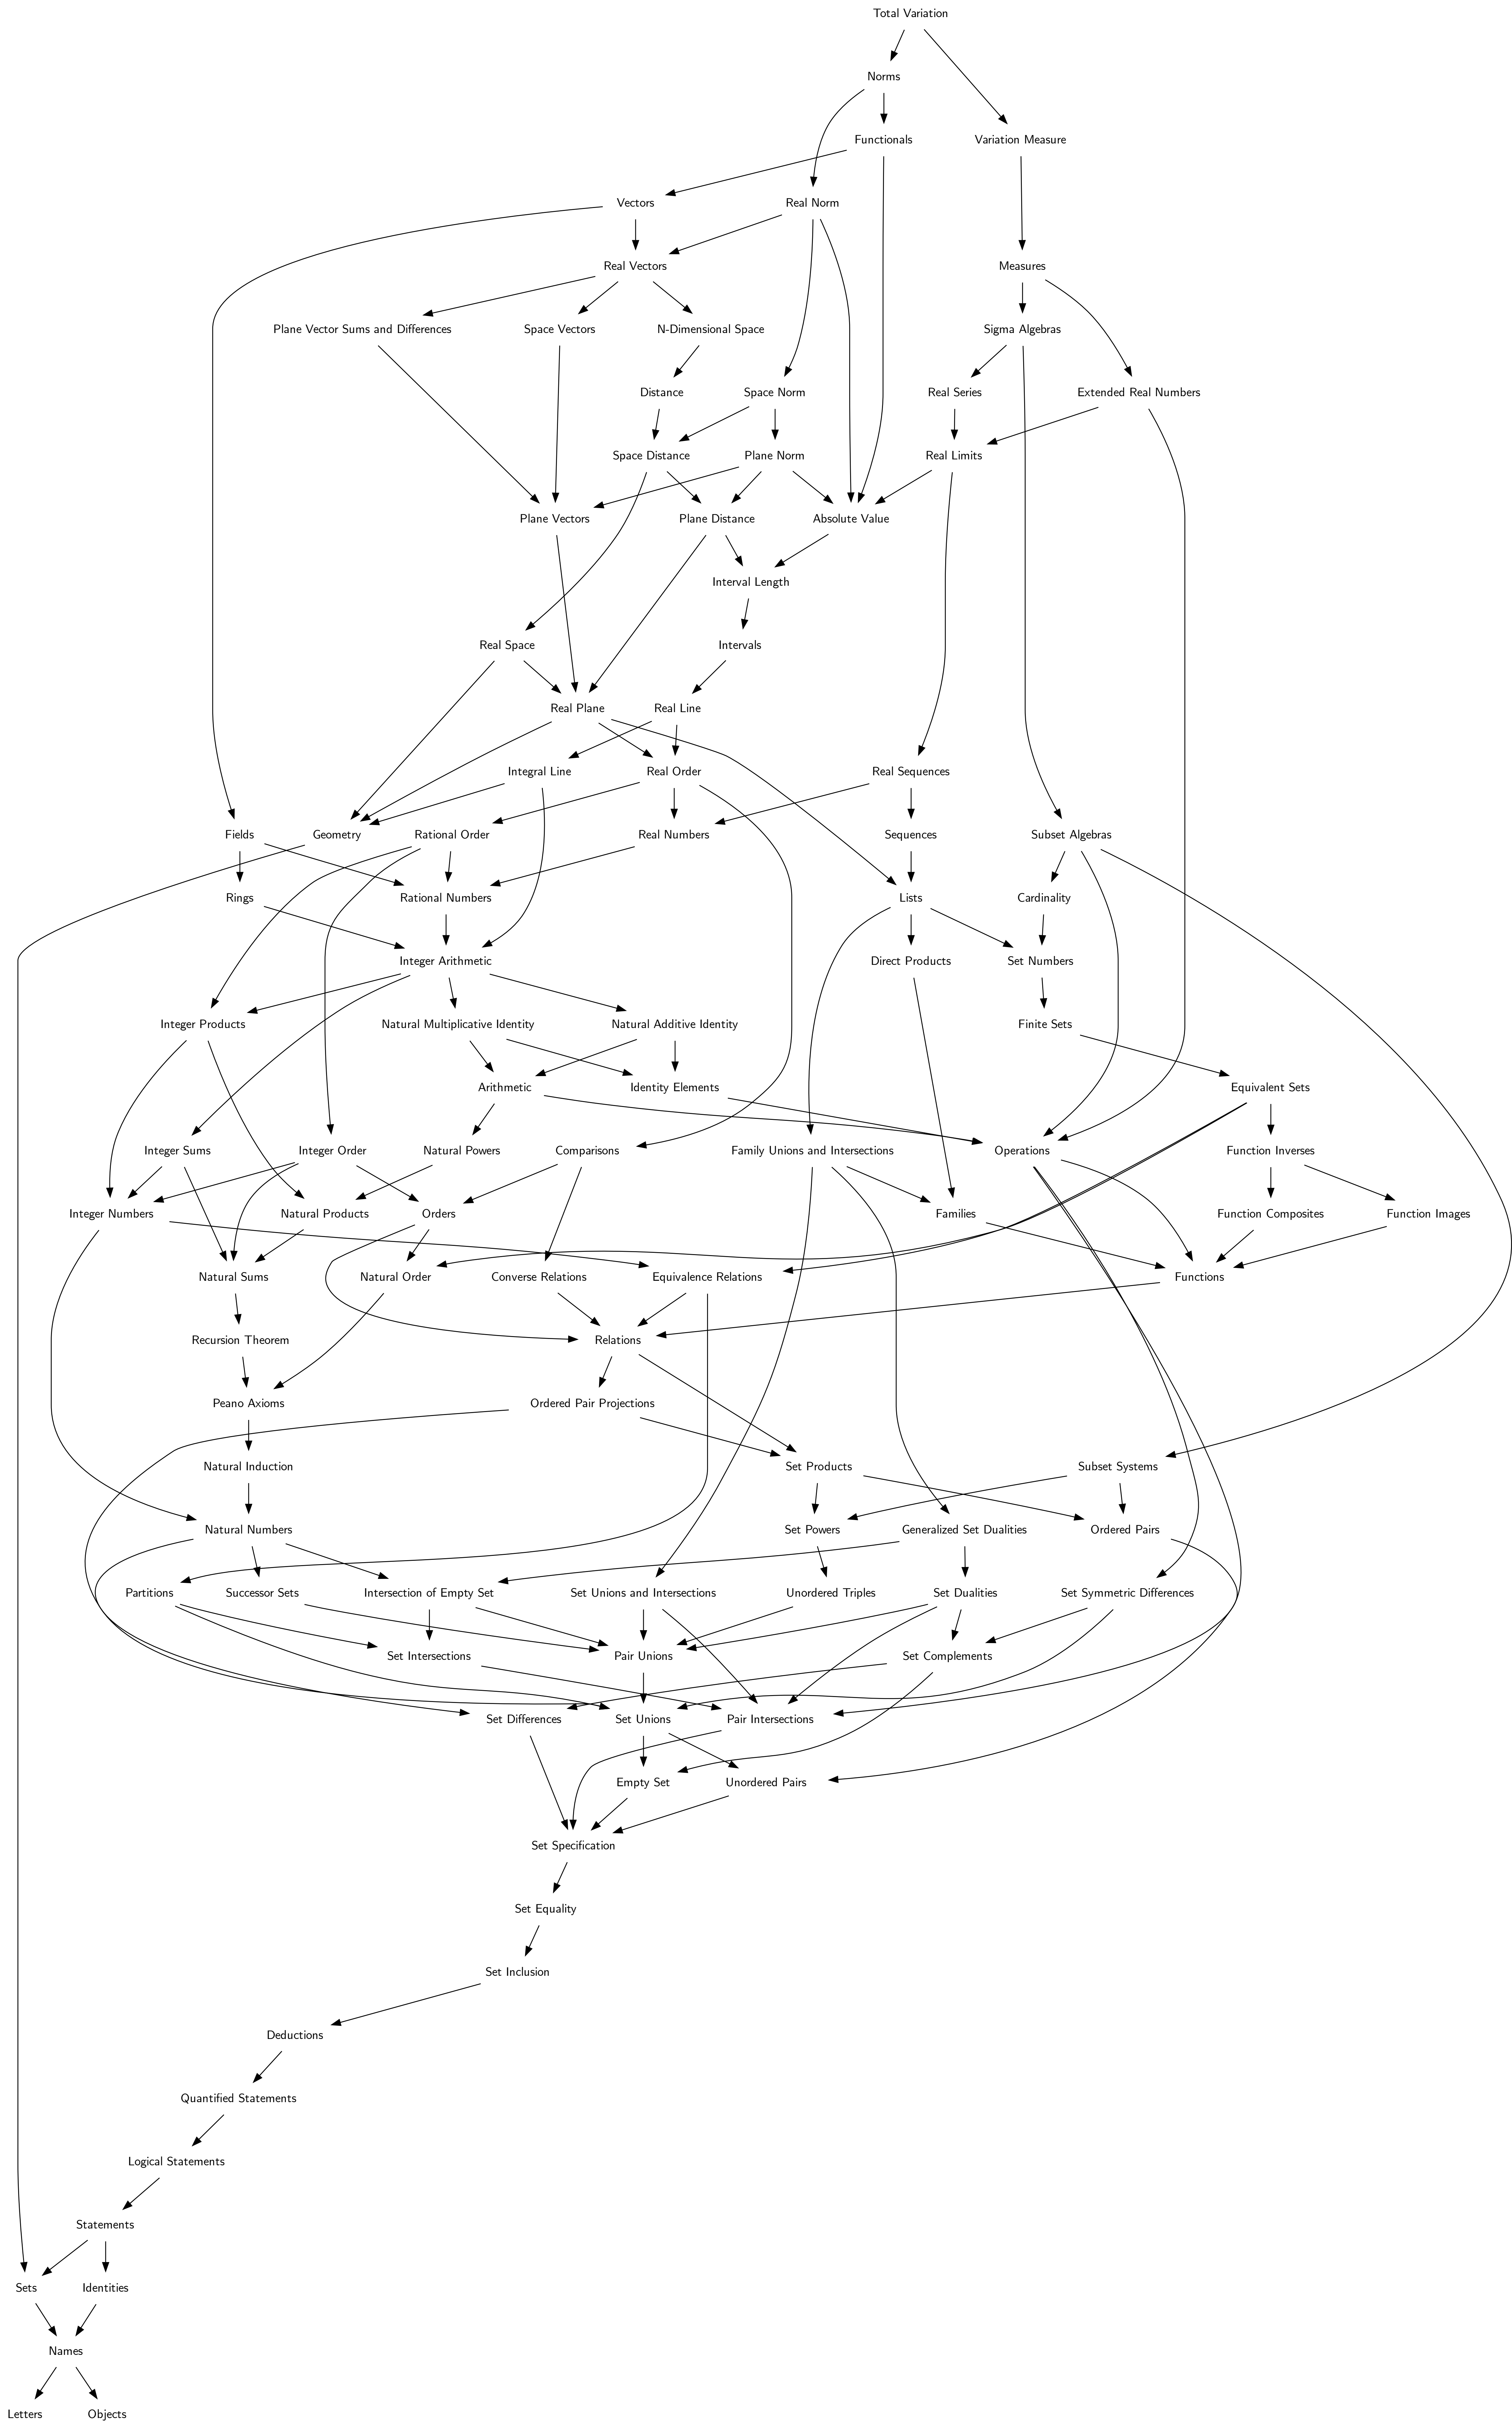 Total Variation
Norms
Functionals
Variation Measure
Vectors
Real Norm
Real Vectors
Measures
Plane Vector Sums and Differences
Space Vectors
N-Dimensional Space
Sigma Algebras
Distance
Space Norm
Real Series
Extended Real Numbers
Space Distance
Plane Norm
Real Limits
Plane Vectors
Plane Distance
Absolute Value
Interval Length
Real Space
Intervals
Real Plane
Real Line
Integral Line
Real Order
Real Sequences
Fields
Geometry
Rational Order
Real Numbers
Sequences
Subset Algebras
Rings
Rational Numbers
Lists
Cardinality
Integer Arithmetic
Direct Products
Set Numbers
Integer Products
Natural Multiplicative Identity
Natural Additive Identity
Finite Sets
Arithmetic
Identity Elements
Equivalent Sets
Integer Sums
Integer Order
Natural Powers
Comparisons
Family Unions and Intersections
Operations
Function Inverses
Integer Numbers
Natural Products
Orders
Families
Function Composites
Function Images
Natural Sums
Natural Order
Converse Relations
Equivalence Relations
Functions
Recursion Theorem
Relations
Peano Axioms
Ordered Pair Projections
Natural Induction
Set Products
Subset Systems
Natural Numbers
Set Powers
Generalized Set Dualities
Ordered Pairs
Partitions
Successor Sets
Intersection of Empty Set
Set Unions and Intersections
Unordered Triples
Set Dualities
Set Symmetric Differences
Set Intersections
Pair Unions
Set Complements
Set Differences
Set Unions
Pair Intersections
Empty Set
Unordered Pairs
Set Specification
Set Equality
Set Inclusion
Deductions
Quantified Statements
Logical Statements
Statements
Sets
Identities
Names
Letters
Objects